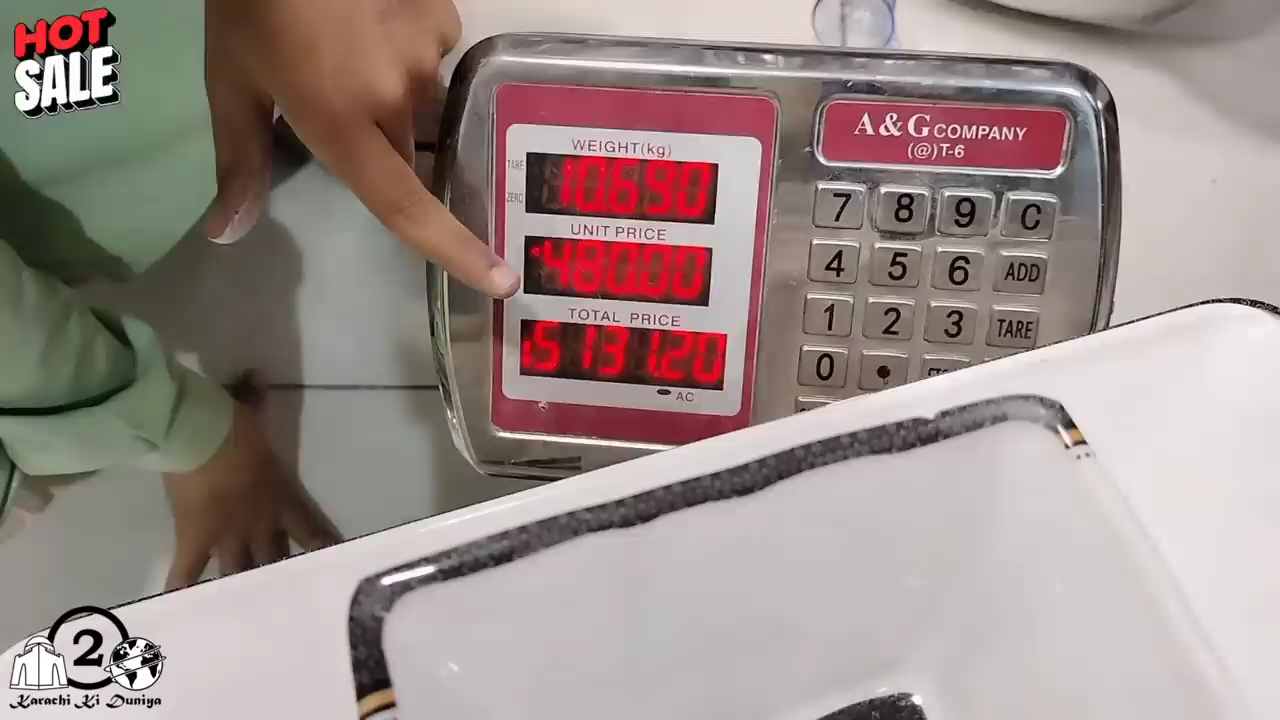 HOT
SALE
WEIGHT(kg)
TARE
ZERO
10.690
UNIT PRICE
480.00
TOTAL PRICE
5131.20
AC
A&G COMPANY
(@)T-6
7 8 9 C
4 5 6 ADD
1 2 3 TARE
0 .
2
Karachi Ki Duniya